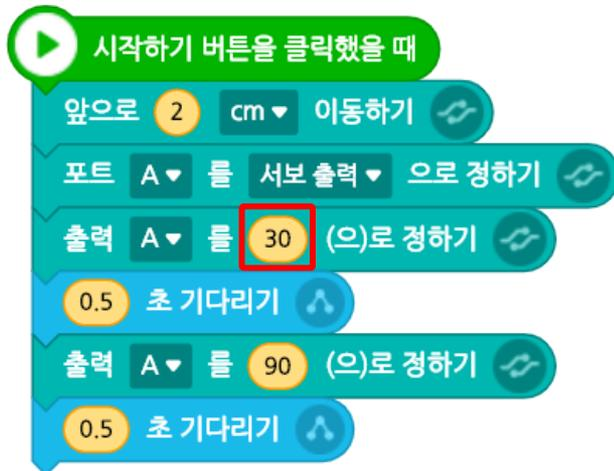 시작하기 버튼을 클릭했을 때
앞으로 2 cm 이동하기
포트 A 를 서보 출력 으로 정하기
출력 A 를 30 (으)로 정하기
0.5 초 기다리기
출력 A 를 90 (으)로 정하기
0.5 초 기다리기